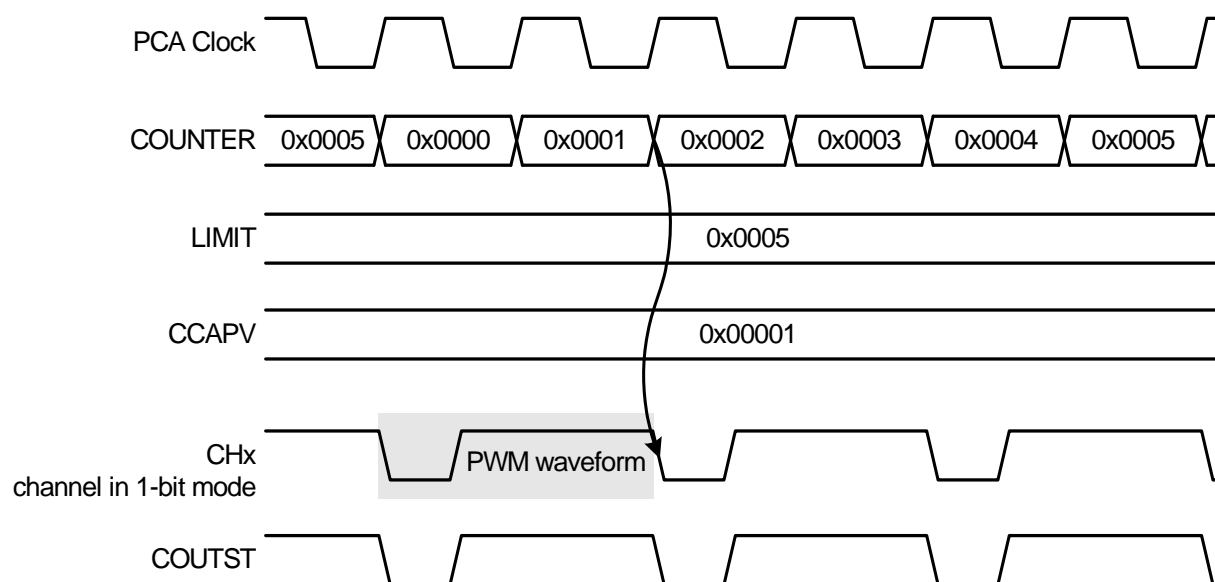 PCA Clock
COUNTER 0x0005 0x0000 0x0001 0x0002 0x0003 0x0004 0x0005
LIMIT 0x0005
CCAPV 0x00001
CHx
channel in 1-bit mode
PWM waveform
COUTST